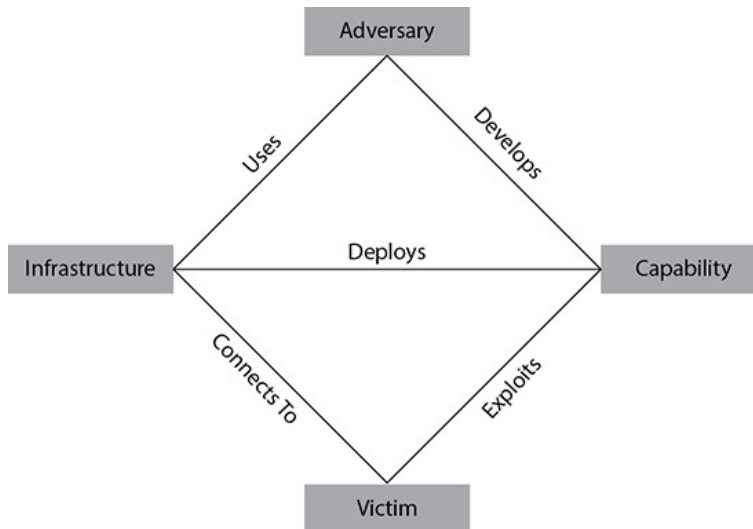 Adversary
Uses
Develops
Deploys
Infrastructure
Capability
Connects To
Exploits
Victim